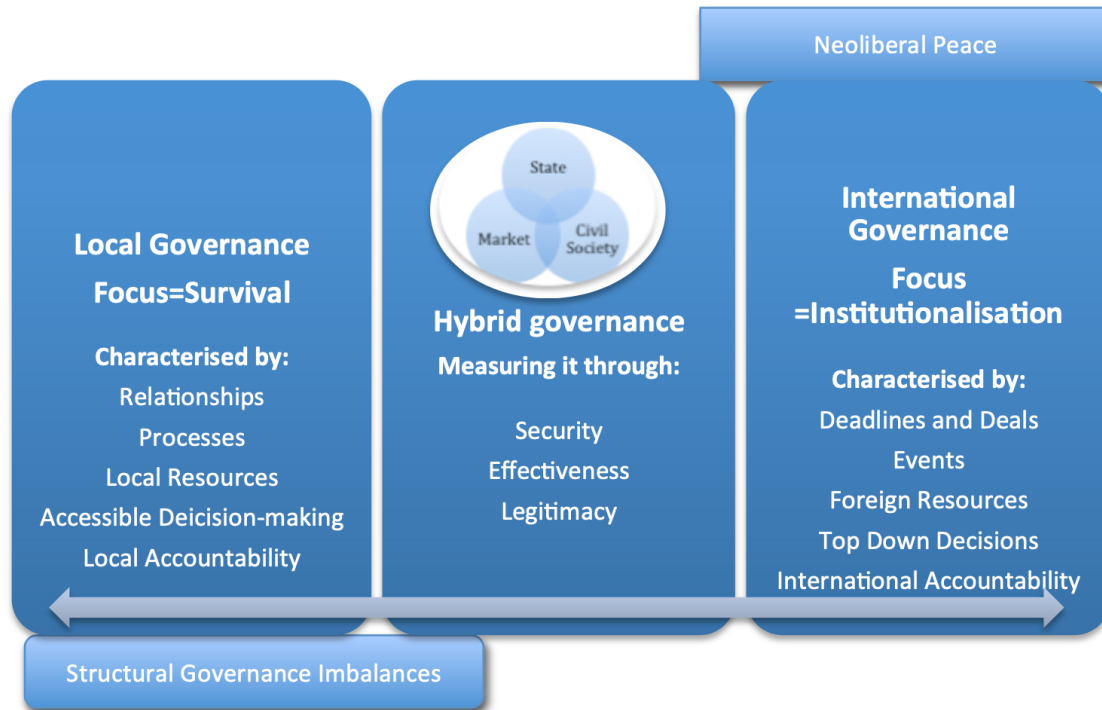 Neoliberal Peace
Local Governance
Focus=Survival
Characterised by:
Relationships
Processes
Local Resources
Accessible Deicision-making
Local Accountability
State
Market
Civil
Society
Hybrid governance
Measuring it through:
Security
Effectiveness
Legitimacy
International
Governance
Focus
=Institutionalisation
Characterised by:
Deadlines and Deals
Events
Foreign Resources
Top Down Decisions
International Accountability
Structural Governance Imbalances